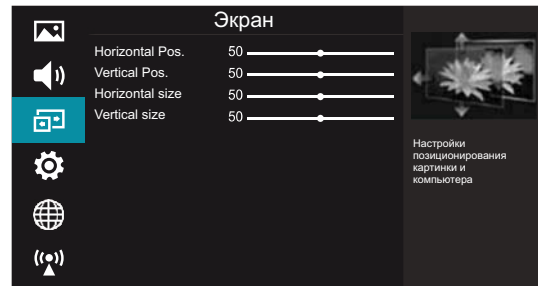 Экран
Horizontal Pos. 50
Vertical Pos. 50
Horizontal size 50
Vertical size 50
Настройки
позиционирования
картинки и
компьютера